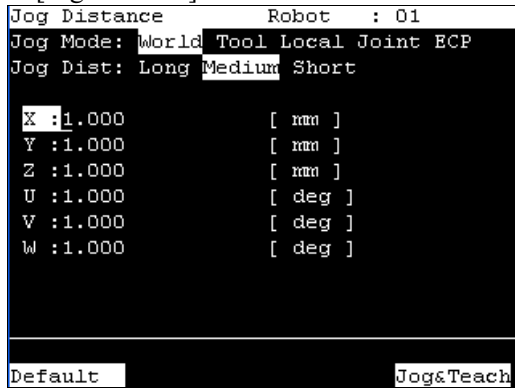 Jog Distance Robot : 01
Jog Mode: World Tool Local Joint ECP
Jog Dist: Long Medium Short
X :1.000 [ mm ]
Y :1.000 [ mm ]
Z :1.000 [ mm ]
U :1.000 [ deg ]
V :1.000 [ deg ]
W :1.000 [ deg ]
Default Jog&Teach